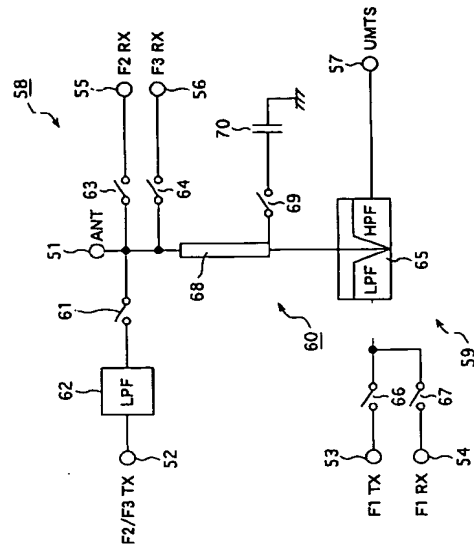 58
51
ANT
63
55
F2 RX
64
56
F3 RX
61
62
LPF
52
F2/F3 TX
68
69
70
60
57
UMTS
LPF
HPF
65
59
66
53
F1 TX
67
54
F1 RX